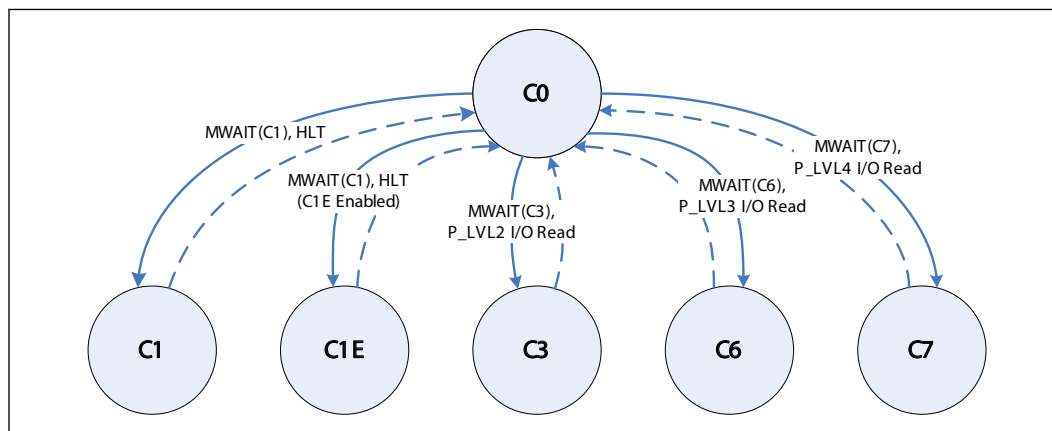 C0
MWAIT(C1), HLT
MWAIT(C1), HLT
(C1E Enabled)
MWAIT(C3),
P_LVL2 I/O Read
MWAIT(C6),
P_LVL3 I/O Read
MWAIT(C7),
P_LVL4 I/O Read
C1
C1E
C3
C6
C7